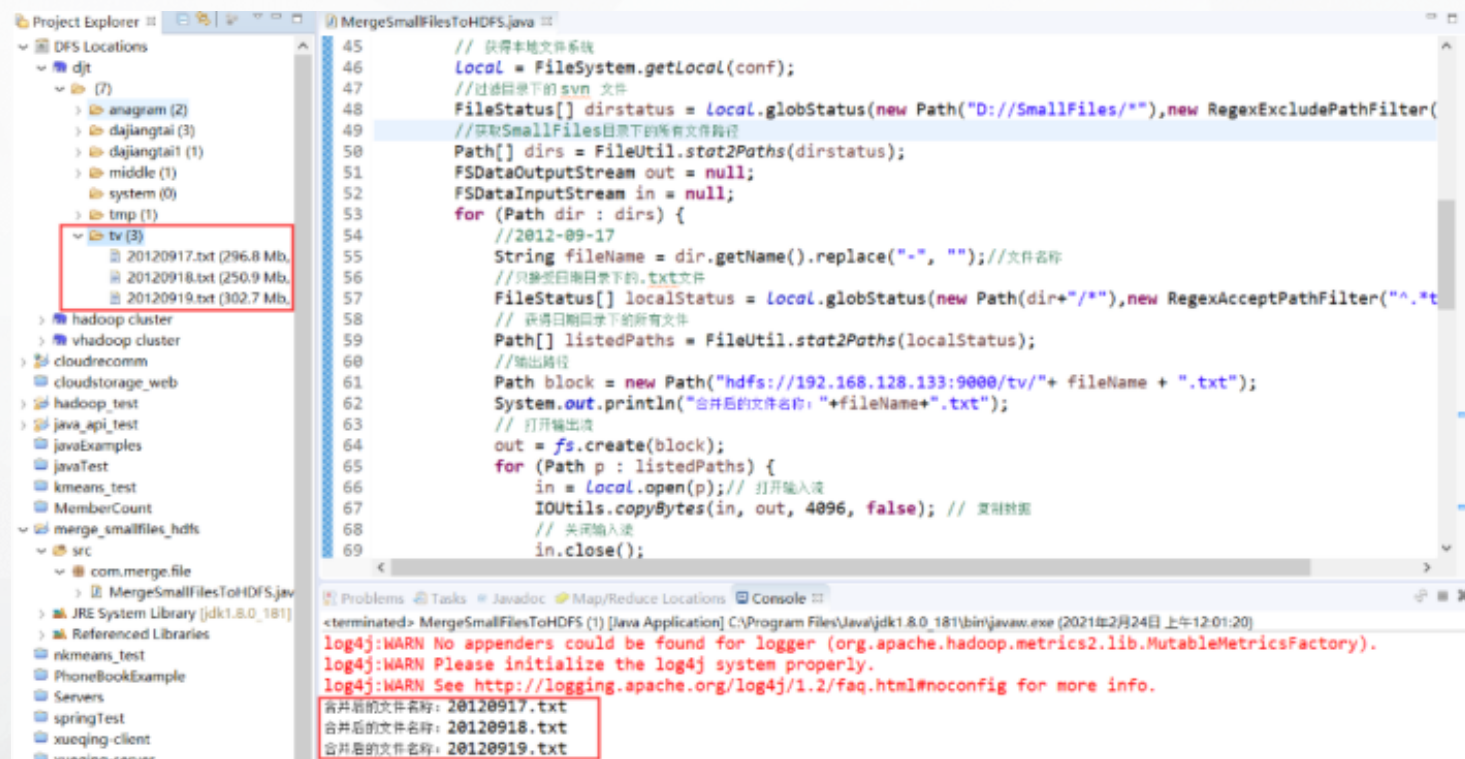 Project Explorer
DFS Locations
djt
(7)
anagram (2)
dajiangtai (3)
dajiangtai1 (1)
middle (1)
system (0)
tmp (1)
tv (3)
20120917.txt (296.8 Mb,
20120918.txt (250.9 Mb,
20120919.txt (302.7 Mb,
hadoop cluster
vhadoop cluster
cloudrecomm
cloudstorage_web
hadoop_test
java_api_test
javaExamples
javaTest
kmeans_test
MemberCount
merge_smallfiles_hdfs
src
com.merge.file
MergeSmallFilesToHDFS.jav
JRE System Library [jdk1.8.0_181]
Referenced Libraries
nkmeans_test
PhoneBookExample
Servers
springTest
xueqing-client
xueqing-server
MergeSmallFilesToHDFS.java
45 // 获得本地文件系统
46 local = FileSystem.getLocal(conf);
47 //过滤目录下的 svn 文件
48 FileStatus[] dirstatus = local.globStatus(new Path("D://SmallFiles/*"),new RegexExcludePathFilter(
49 //获取SmallFiles目录下的所有文件路径
50 Path[] dirs = FileUtil.stat2Paths(dirstatus);
51 FSDataOutputStream out = null;
52 FSDataInputStream in = null;
53 for (Path dir : dirs) {
54 //2012-09-17
55 String fileName = dir.getName().replace("-", "");//文件名称
56 //只接受日期目录下的.txt文件
57 FileStatus[] localStatus = local.globStatus(new Path(dir+"/*"),new RegexAcceptPathFilter("^.*t
58 // 获得日期目录下的所有文件
59 Path[] listedPaths = FileUtil.stat2Paths(localStatus);
60 //输出路径
61 Path block = new Path("hdfs://192.168.128.133:9000/tv/"+ fileName + ".txt");
62 System.out.println("合并后的文件名称："+fileName+".txt");
63 // 打开输出流
64 out = fs.create(block);
65 for (Path p : listedPaths) {
66 in = local.open(p);// 打开输入流
67 IOUtils.copyBytes(in, out, 4096, false); // 复制数据
68 // 关闭输入流
69 in.close();
Problems Tasks Javadoc Map/Reduce Locations Console
<terminated> MergeSmallFilesToHDFS (1) [Java Application] C:\Program Files\Java\jdk1.8.0_181\bin\javaw.exe (2021年2月24日 上午12:01:20)
log4j:WARN No appenders could be found for logger (org.apache.hadoop.metrics2.lib.MutableMetricsFactory).
log4j:WARN Please initialize the log4j system properly.
log4j:WARN See http://logging.apache.org/log4j/1.2/faq.html#noconfig for more info.
合并后的文件名称：20120917.txt
合并后的文件名称：20120918.txt
合并后的文件名称：20120919.txt